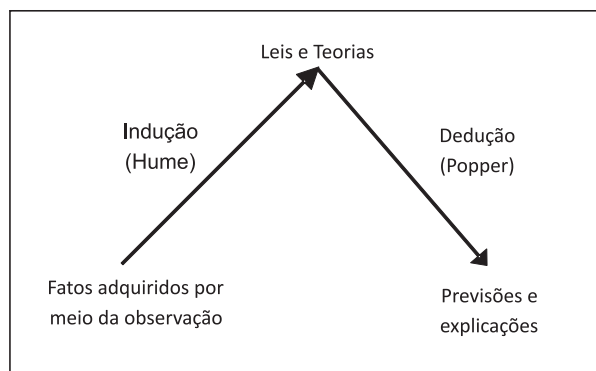 Leis e Teorias
Indução
(Hume)
Dedução
(Popper)
Fatos adquiridos por
meio da observação
Previsões e
explicações